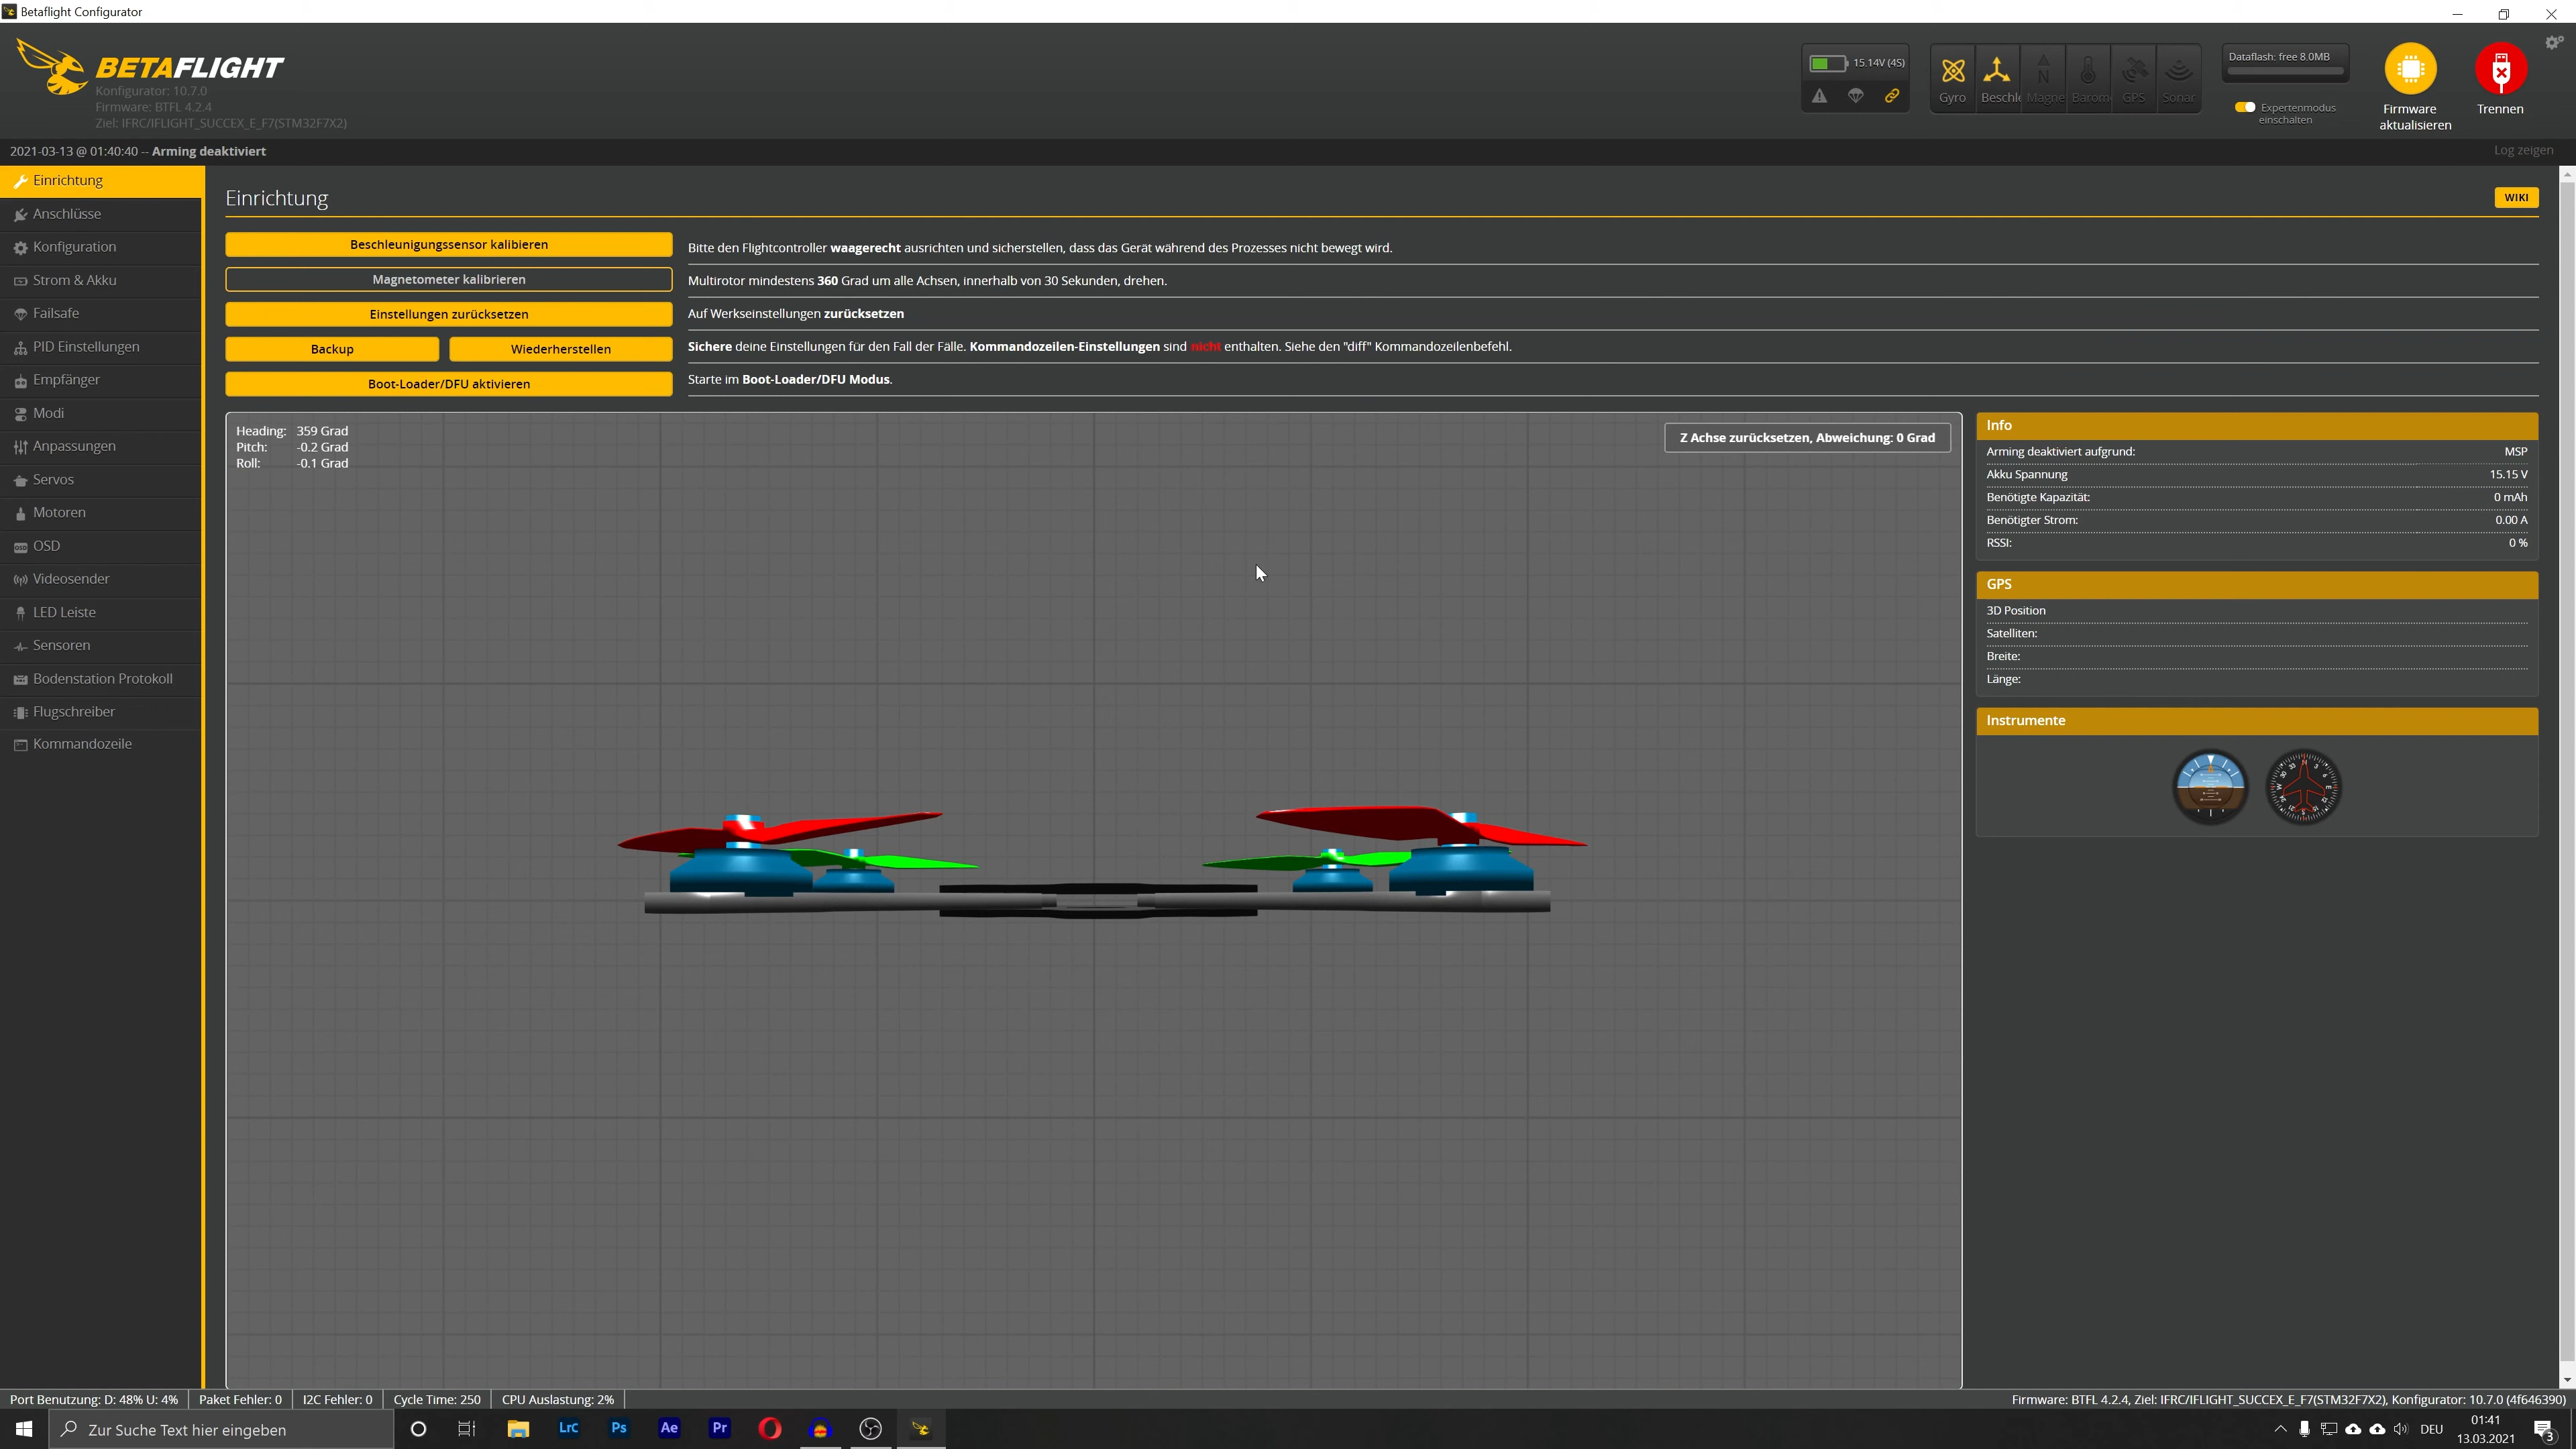 Betaflight Configurator
BETAFLIGHT
Konfigurator: 10.7.0
Firmware: BTFL 4.2.4
Ziel: IFRC/IFLIGHT_SUCCEX_E_F7(STM32F7X2)
15.14V (4S)
Gyro
Beschle
Magne
Barom
GPS
Sonar
Dataflash: free 8.0MB
Expertenmodus
einschalten
Firmware
aktualisieren
Trennen
2021-03-13 @ 01:40:40 -- Arming deaktiviert
Log zeigen
Einrichtung
Anschlüsse
Konfiguration
Strom & Akku
Failsafe
PID Einstellungen
Empfänger
Modi
Anpassungen
Servos
Motoren
OSD
Videosender
LED Leiste
Sensoren
Bodenstation Protokoll
Flugschreiber
Kommandozeile
Einrichtung
WIKI
Beschleunigungssensor kalibieren
Bitte den Flightcontroller waagerecht ausrichten und sicherstellen, dass das Gerät während des Prozesses nicht bewegt wird.
Magnetometer kalibrieren
Multirotor mindestens 360 Grad um alle Achsen, innerhalb von 30 Sekunden, drehen.
Einstellungen zurücksetzen
Auf Werkseinstellungen zurücksetzen
Backup
Wiederherstellen
Sichere deine Einstellungen für den Fall der Fälle. Kommandozeilen-Einstellungen sind nicht enthalten. Siehe den "diff" Kommandozeilenbefehl.
Boot-Loader/DFU aktivieren
Starte im Boot-Loader/DFU Modus.
Heading: 359 Grad
Pitch: -0.2 Grad
Roll: -0.1 Grad
Z Achse zurücksetzen, Abweichung: 0 Grad
Info
Arming deaktiviert aufgrund: MSP
Akku Spannung 15.15 V
Benötigte Kapazität: 0 mAh
Benötigter Strom: 0.00 A
RSSI: 0 %
GPS
3D Position
Satelliten:
Breite:
Länge:
Instrumente
Port Benutzung: D: 48% U: 4%
Paket Fehler: 0
I2C Fehler: 0
Cycle Time: 250
CPU Auslastung: 2%
Firmware: BTFL 4.2.4, Ziel: IFRC/IFLIGHT_SUCCEX_E_F7(STM32F7X2), Konfigurator: 10.7.0 (4f646390)
Zur Suche Text hier eingeben
LrC
Ps
Ae
Pr
DEU
01:41
13.03.2021
3